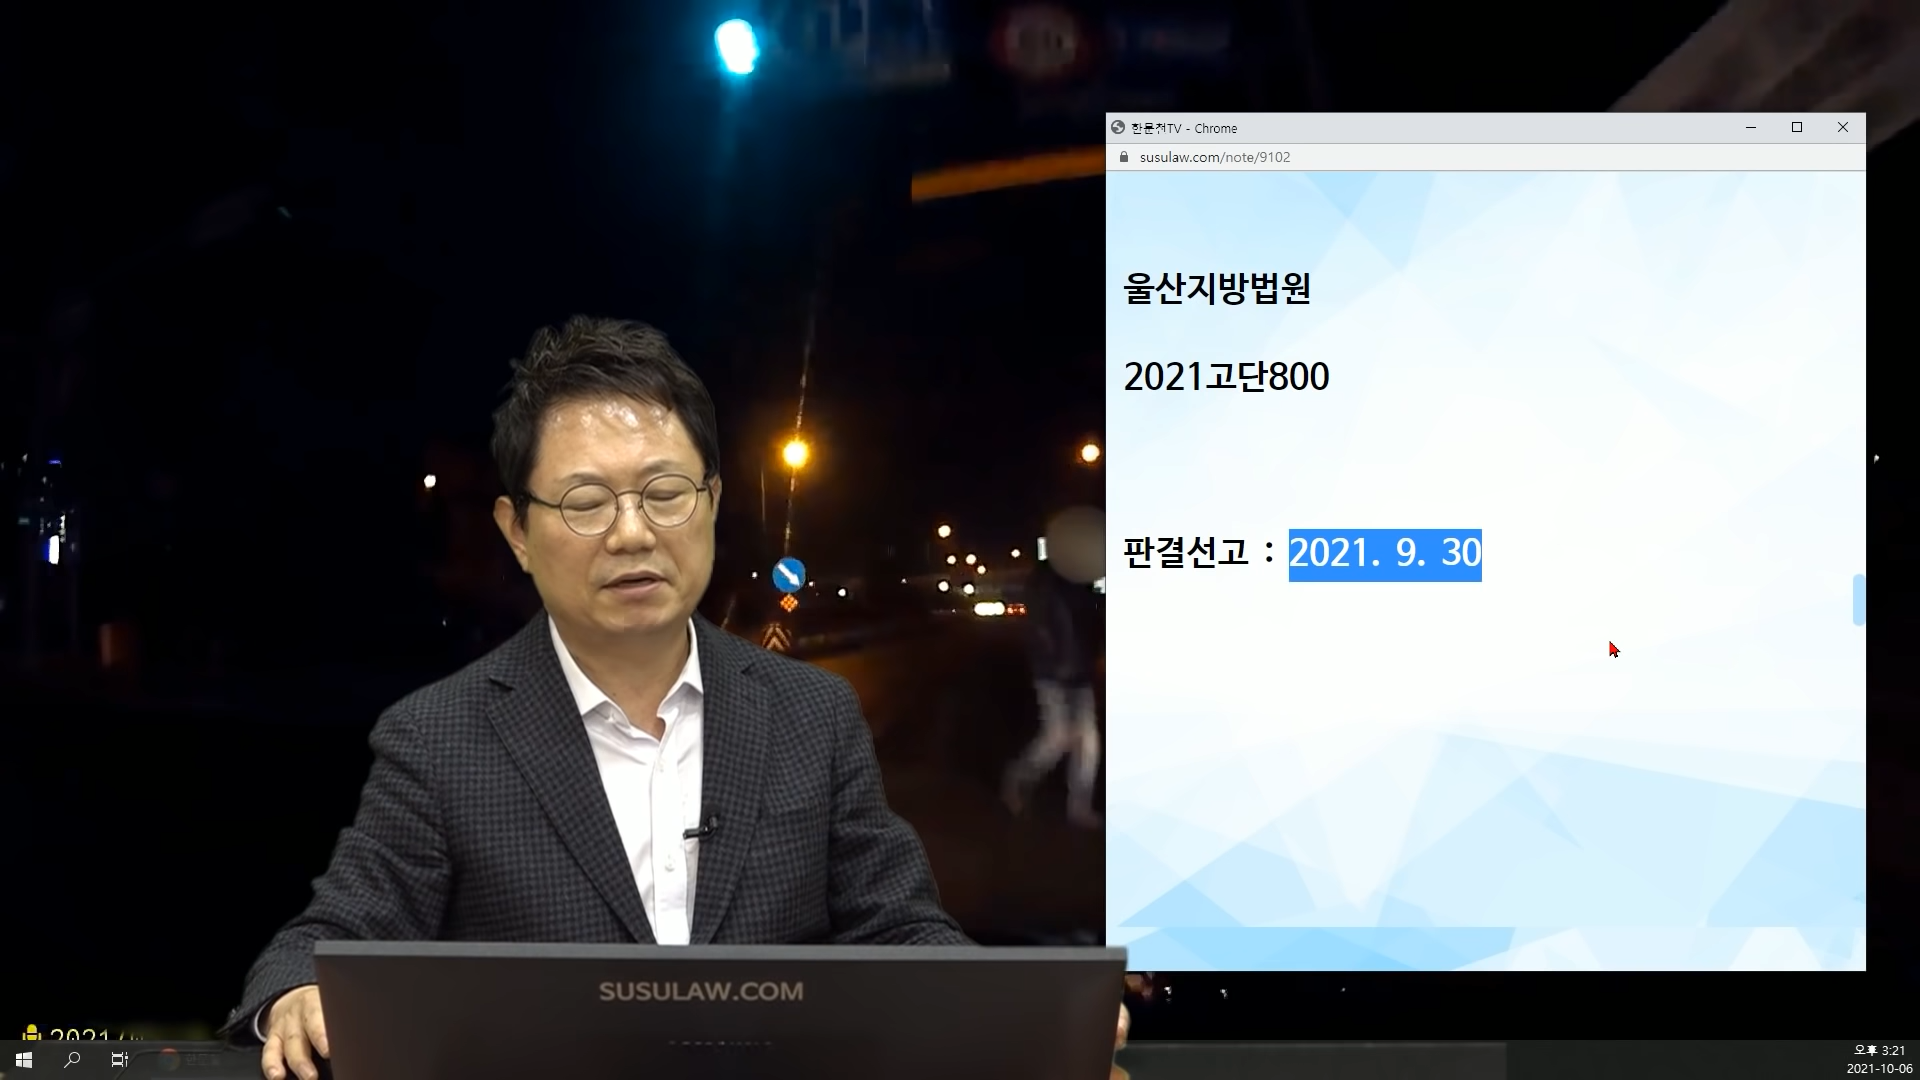 한문철TV - Chrome
susulaw.com/note/9102
울산지방법원
2021고단800
판결선고 : 2021. 9. 30
SUSULAW.COM
오후 3:21
2021-10-06